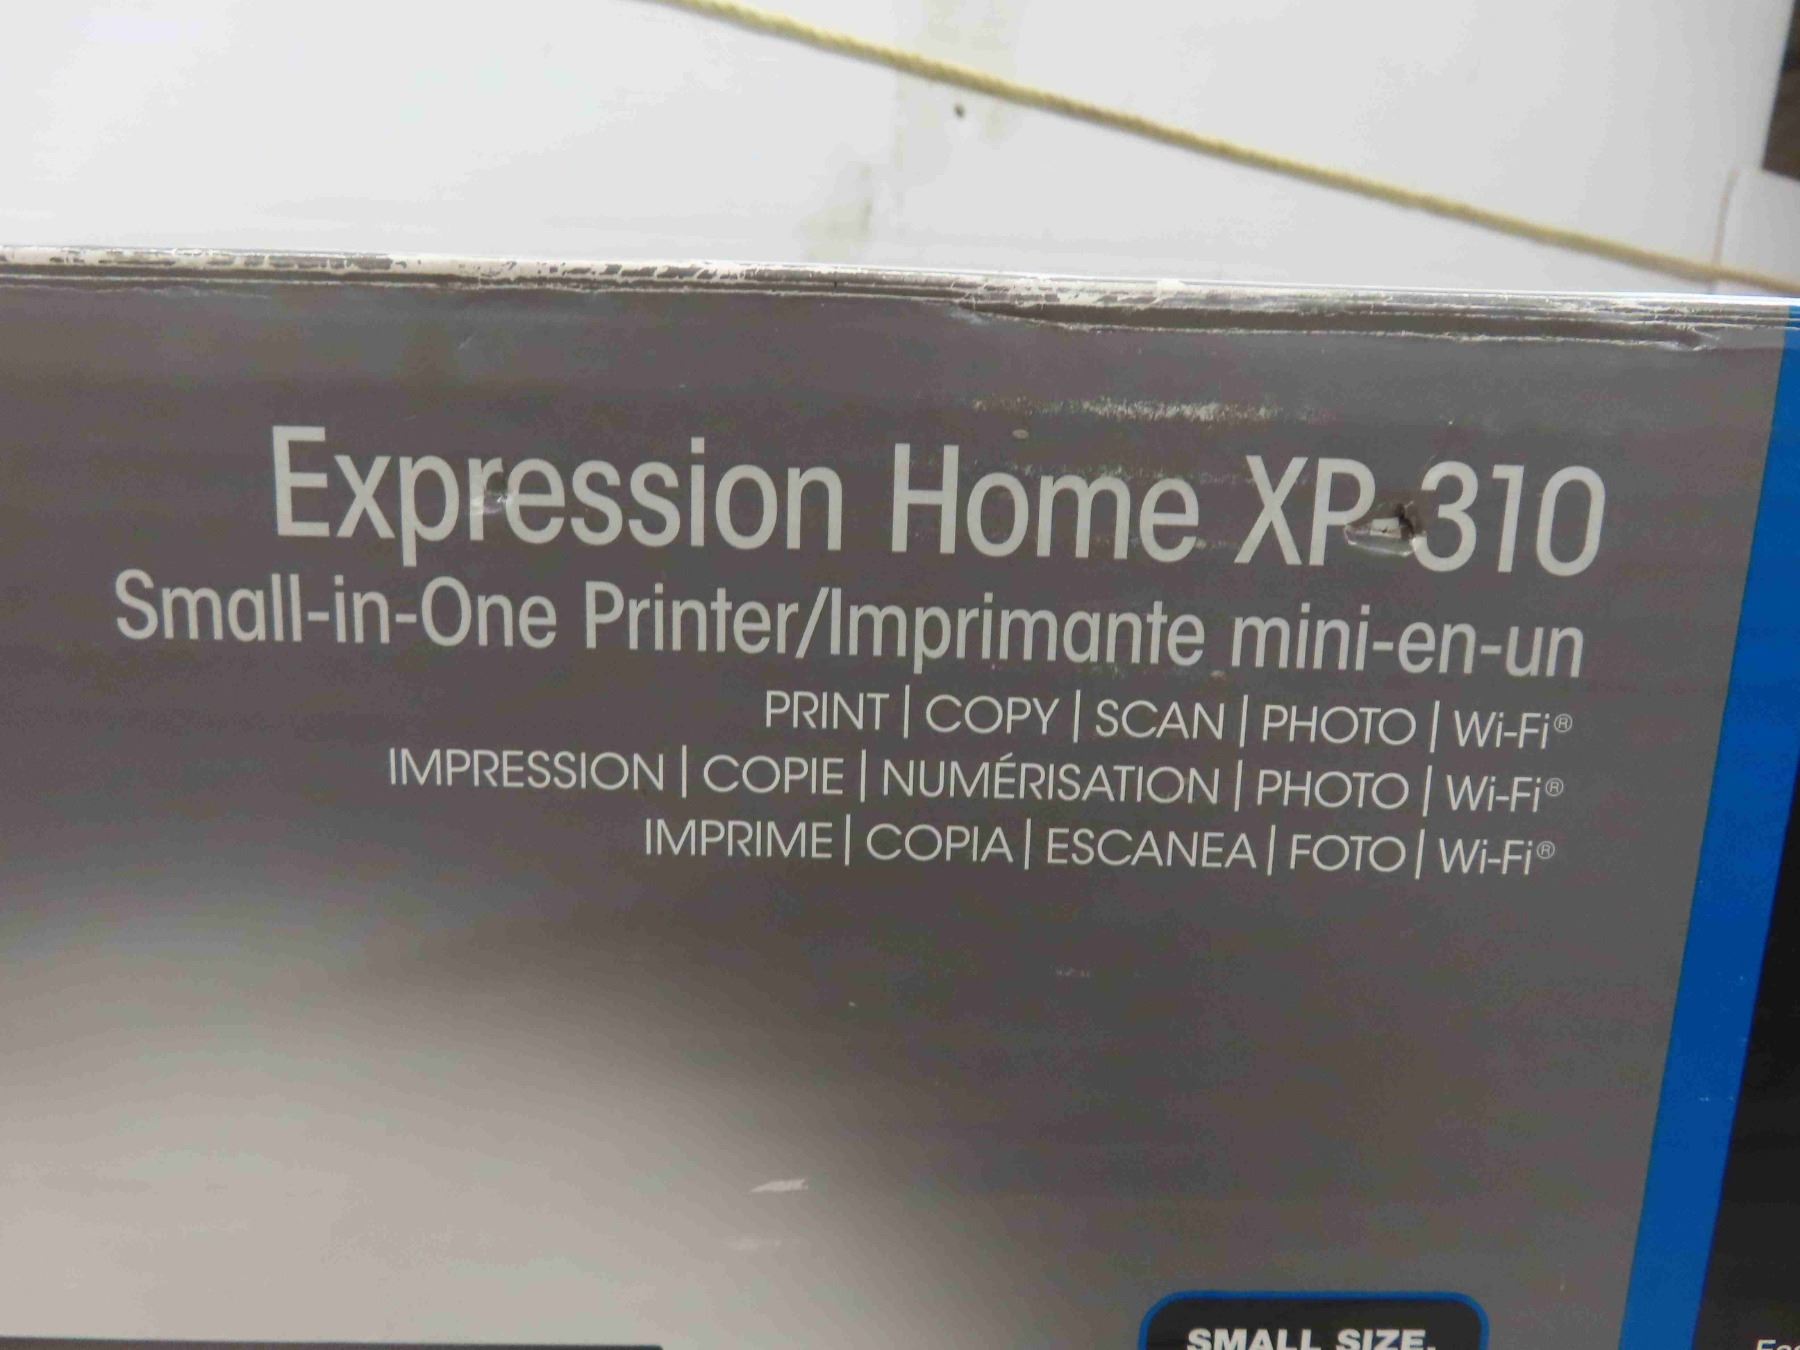 Expression Home XP-310
Small-in-One Printer/Imprimante mini-en-un
PRINT | COPY | SCAN | PHOTO | Wi-Fi®
IMPRESSION | COPIE | NUMÉRISATION | PHOTO | Wi-Fi®
IMPRIME | COPIA | ESCANEA | FOTO | Wi-Fi®
SMALL SIZE.